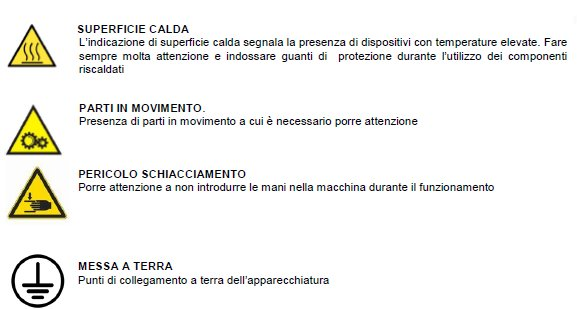 SUPERFICIE CALDA
L'indicazione di superficie calda segnala la presenza di dispositivi con temperature elevate. Fare
sempre molta attenzione e indossare guanti di protezione durante l'utilizzo dei componenti
riscaldati
PARTI IN MOVIMENTO.
Presenza di parti in movimento a cui è necessario porre attenzione
PERICOLO SCHIACCIAMENTO
Porre attenzione a non introdurre le mani nella macchina durante il funzionamento
MESSA A TERRA
Punti di collegamento a terra dell'apparecchiatura